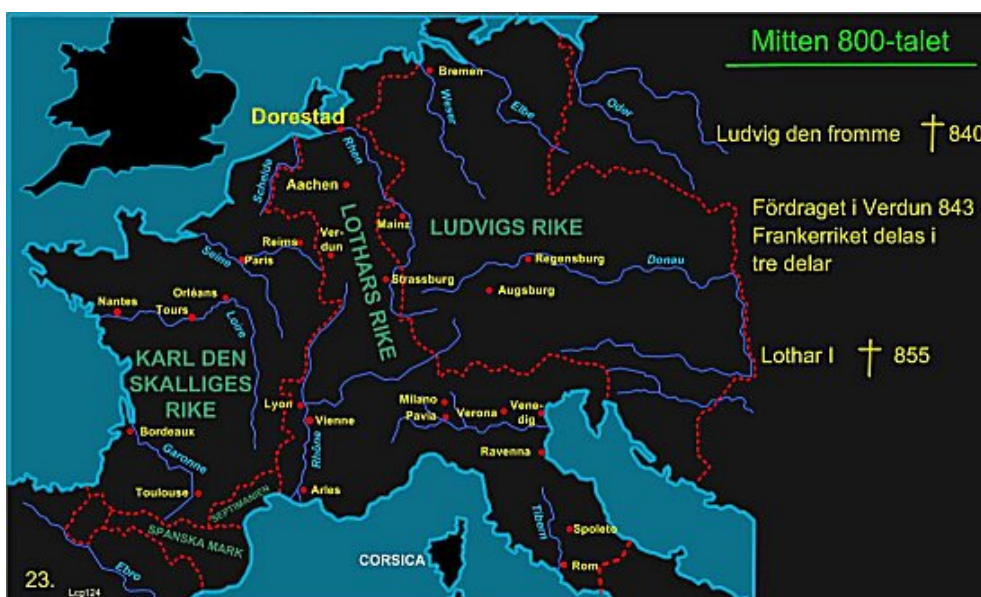 Mitten 800-talet
Bremen
Weser
Elbe
Oder
Dorestad
Ludvig den fromme † 840
Rhen
Schelde
Aachen
LOTHARS RIKE
Mainz
LUDVIGS RIKE
Fördraget i Verdun 843
Frankerriket delas i
tre delar
Reims
Ver-
dun
Seine
Paris
Regensburg
Donau
Strassburg
Augsburg
Orléans
Nantes
Tours
Loire
Lothar I † 855
KARL DEN
SKALLIGES
RIKE
Lyon
Vienne
Milano
Pavia
Verona
Vene-
dig
Bordeaux
Garonne
Rhône
Ravenna
Toulouse
SEPTIMANIEN
Arles
SPANSKA MARK
Tibern
Spoleto
CORSICA
Rom
Ebro
23.
Lcp124